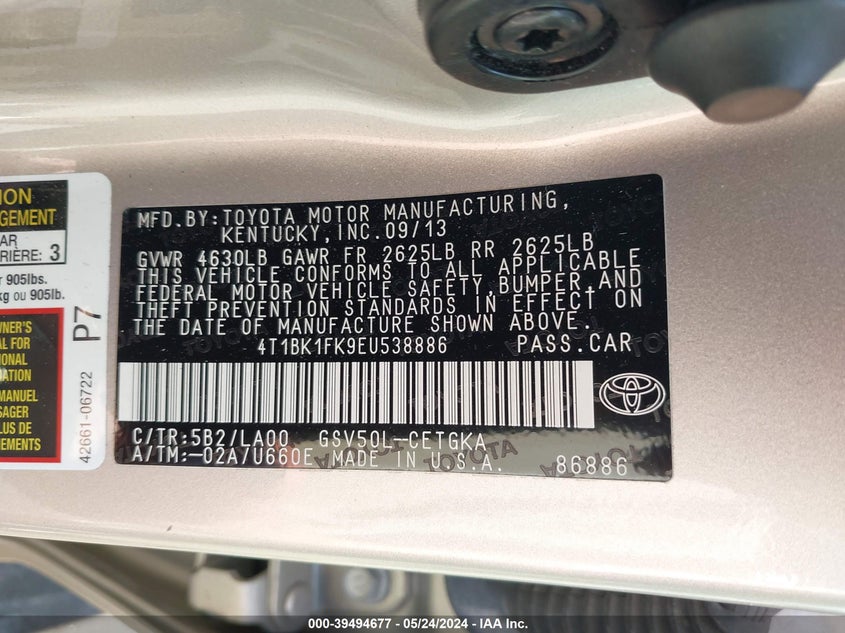 ION
GEMENT
AR
RIÈRE: 3
r 905lbs.
kg ou 905lb.
WNER'S
AL FOR
IONAL
MATION
MANUEL
SAGER
LUS DE
EMENTS
42661-06722
P7
MFD.BY:TOYOTA MOTOR MANUFACTURING,
KENTUCKY,INC.09/13
GVWR 4630LB GAWR FR 2625LB RR 2625LB
THIS VEHICLE CONFORMS TO ALL APPLICABLE
FEDERAL MOTOR VEHICLE SAFETY,BUMPER,AND
THEFT PREVENTION STANDARDS IN EFFECT ON
THE DATE OF MANUFACTURE SHOWN ABOVE.
4T1BK1FK9EU538886 PASS.CAR
C/TR:5B2/LA00 GSV50L-CETGKA
A/TM:-02A/U660E MADE IN U.S.A. 86886
000-39494677 - 05/24/2024 - IAA Inc.